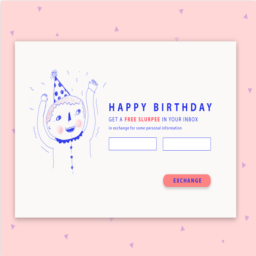 HAPPY BIRTHDAY
GET A FREE SLURPEE IN YOUR INBOX
in exchange for some personal information
EXCHANGE